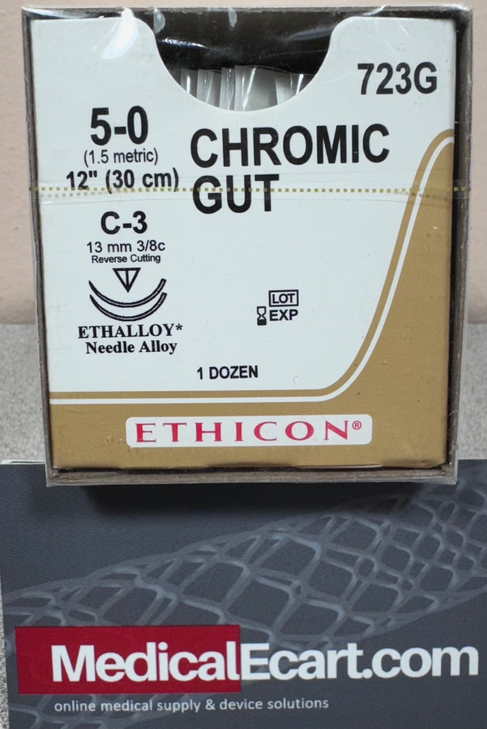 723G
5-0
(1.5 metric)
12" (30 cm)
CHROMIC
GUT
C-3
13 mm 3/8c
Reverse Cutting
ETHALLOY*
Needle Alloy
LOT
EXP
1 DOZEN
ETHICON®
MedicalEcart.com
online medical supply & device solutions